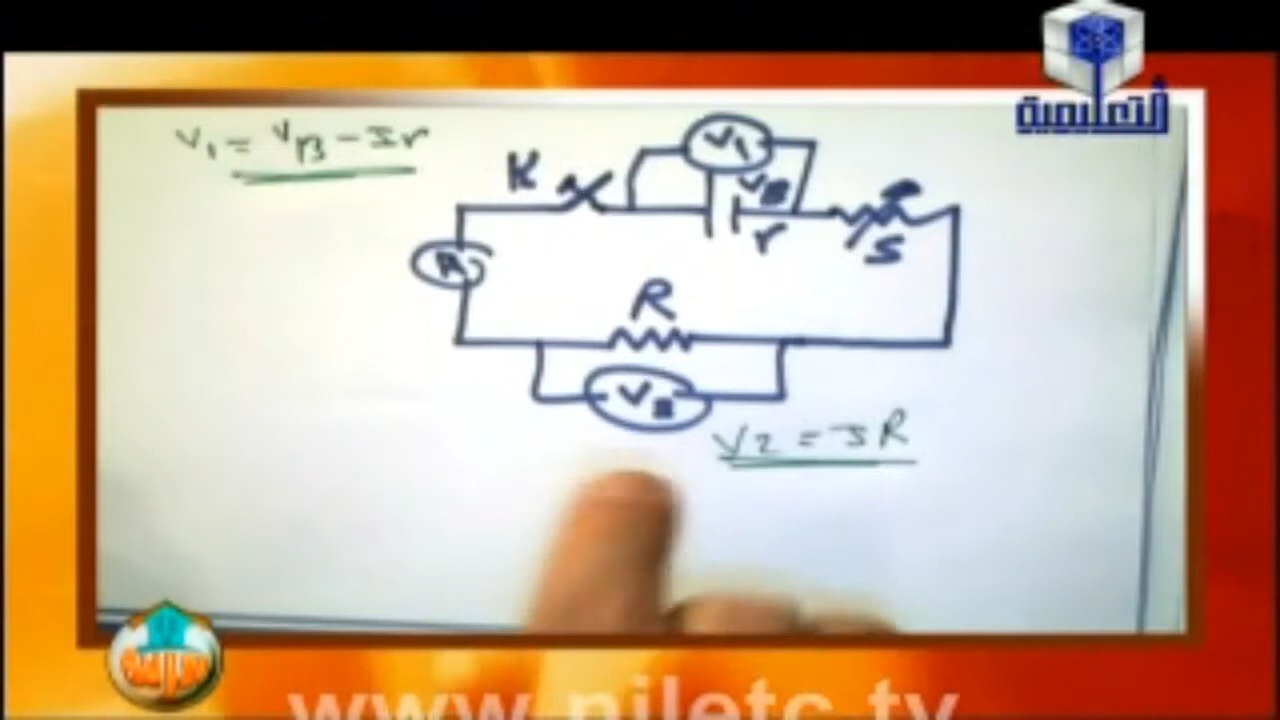 التعليمية
V₁ = V_B - Ir
K
V₁
V_B
r
S
A
R
V₂
V2 = IR
www.niletc.tv